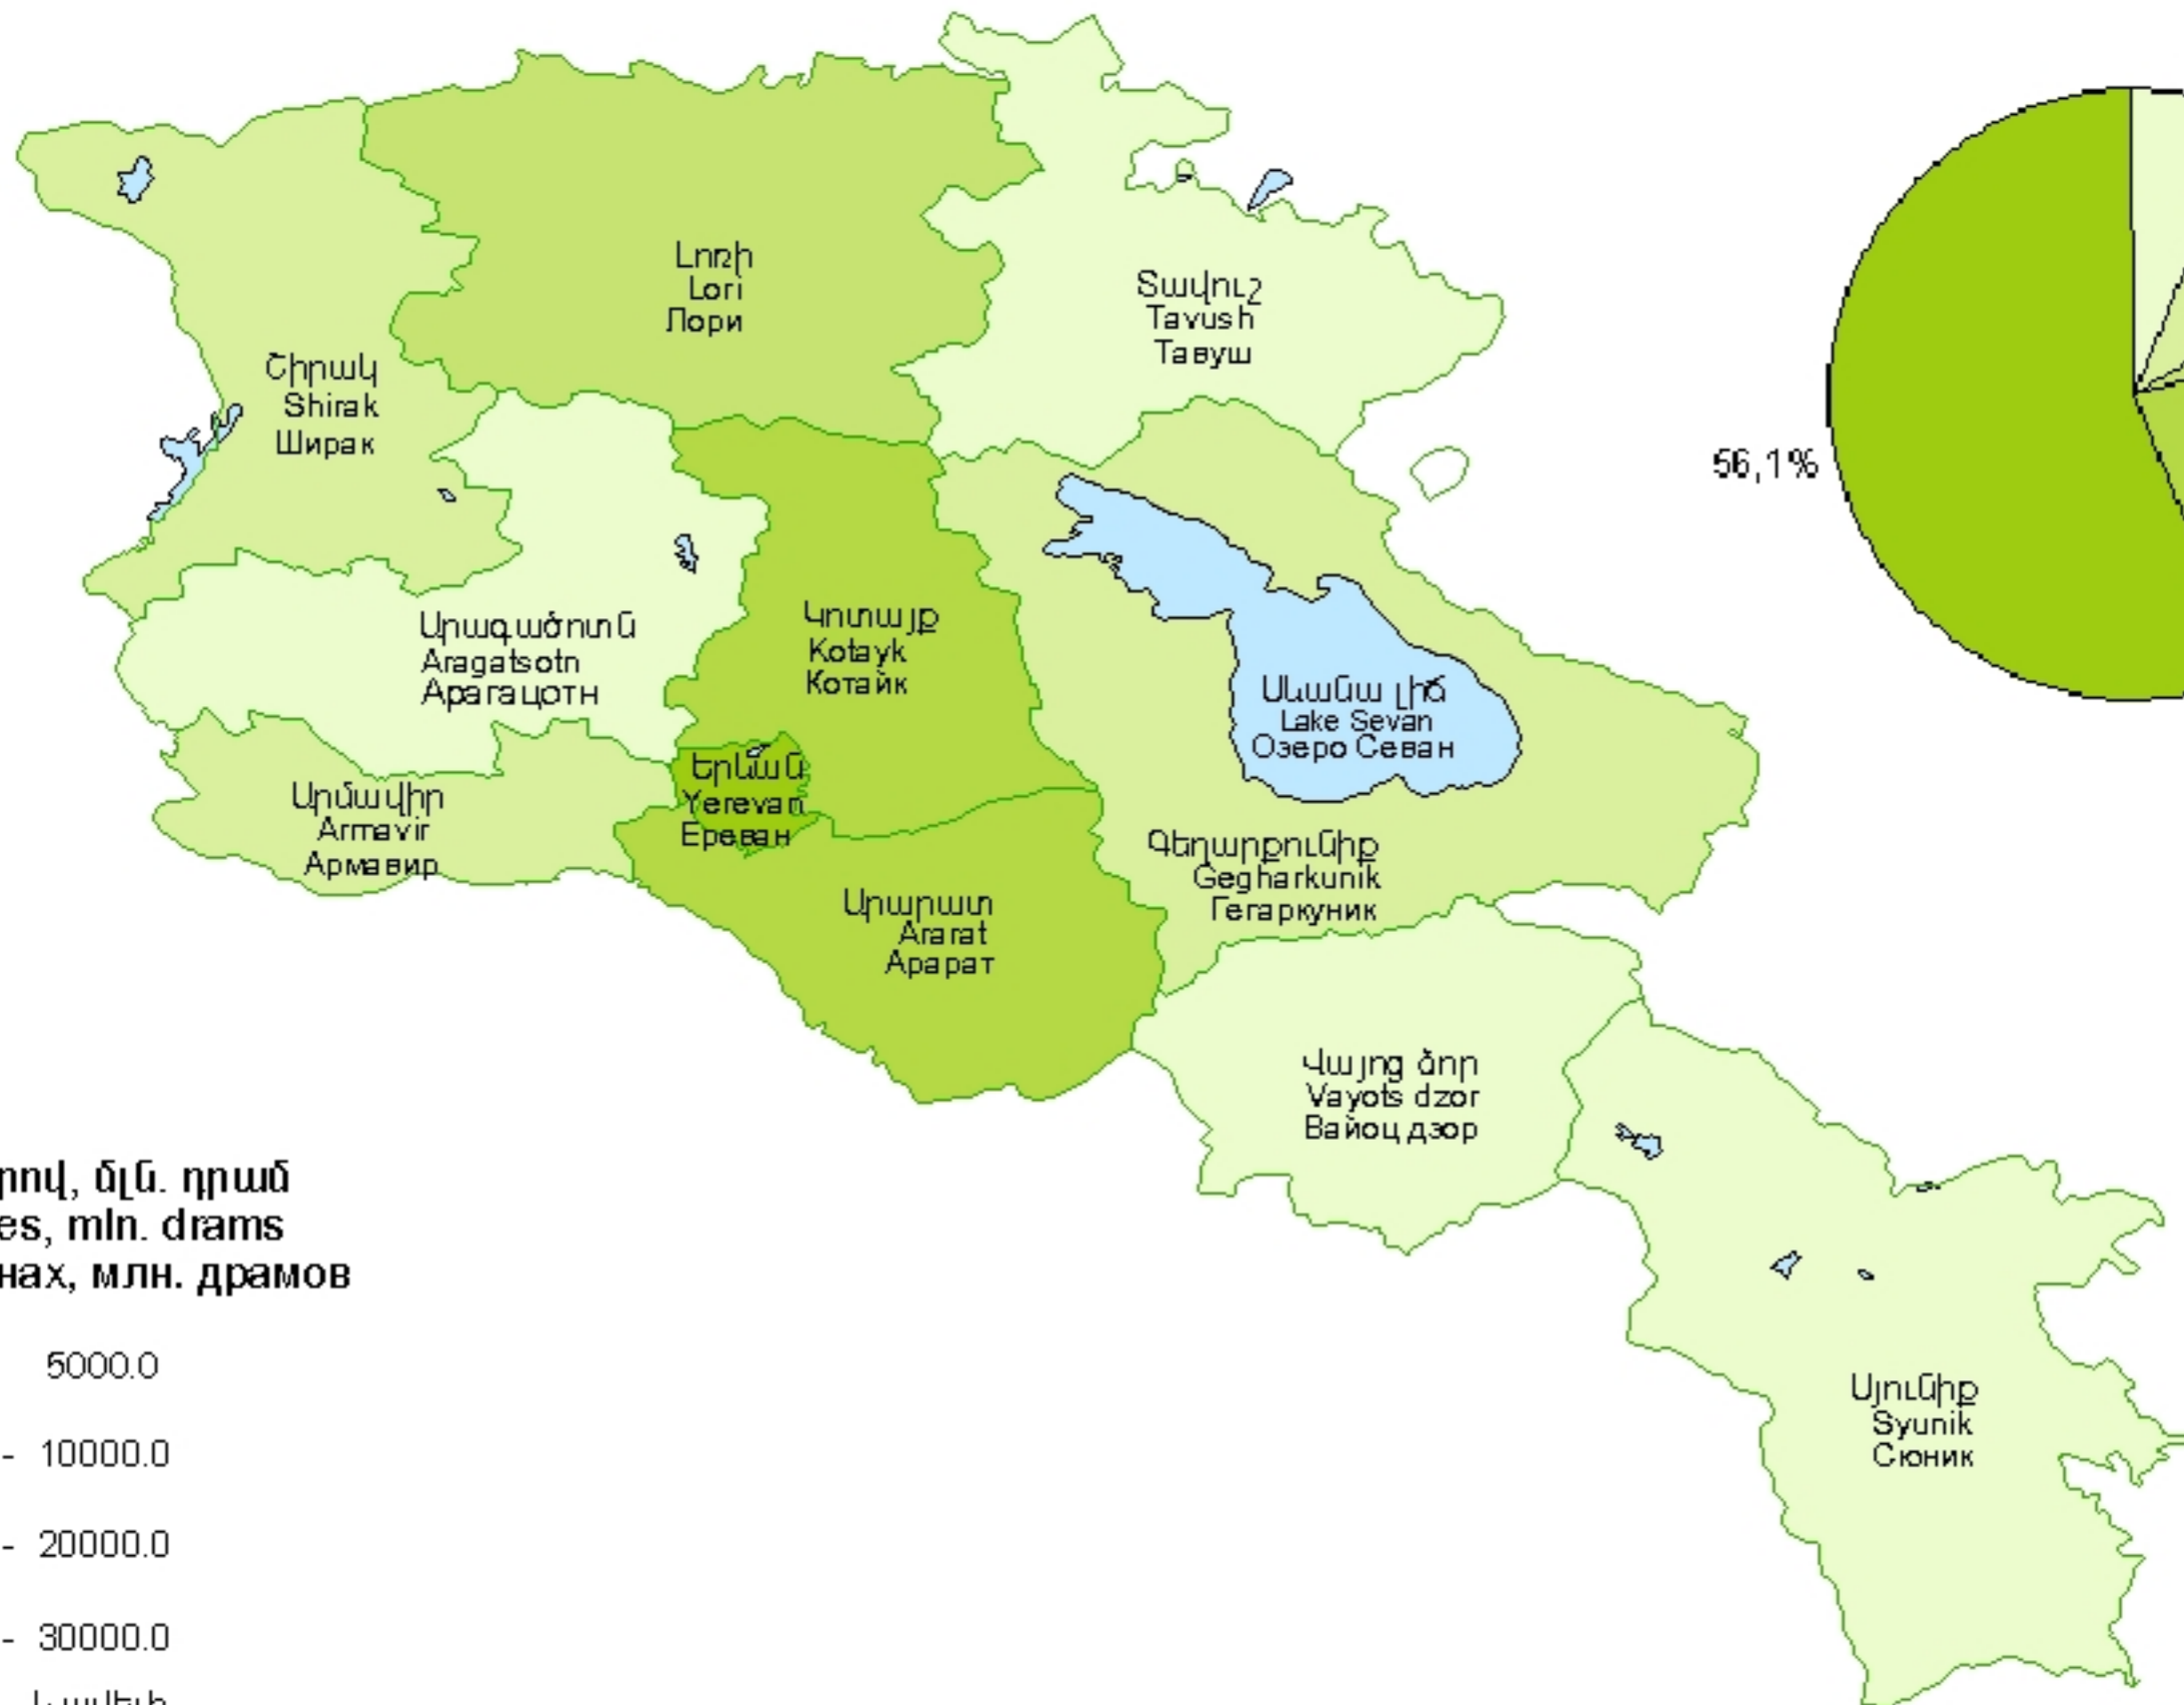 Լոռի
Lori
Лори
Տավուշ
Tavush
Тавуш
Շիրակ
Shirak
Ширак
56,1%
Արագածոտն
Aragatsotn
Арагацотн
Կոտայք
Kotayk
Котайк
Սևանա լիճ
Lake Sevan
Озеро Севан
Երևան
Yerevan
Ереван
Արմավիր
Armavir
Армавир
Գեղարքունիք
Gegharkunik
Гегаркуник
Արարատ
Ararat
Арарат
Վայոց ձոր
Vayots dzor
Вайоц дзор
րով, մլն. դրամ
es, mln. drams
нах, млн. драмов
5000.0
- 10000.0
- 20000.0
- 30000.0
Սյունիք
Syunik
Сюник